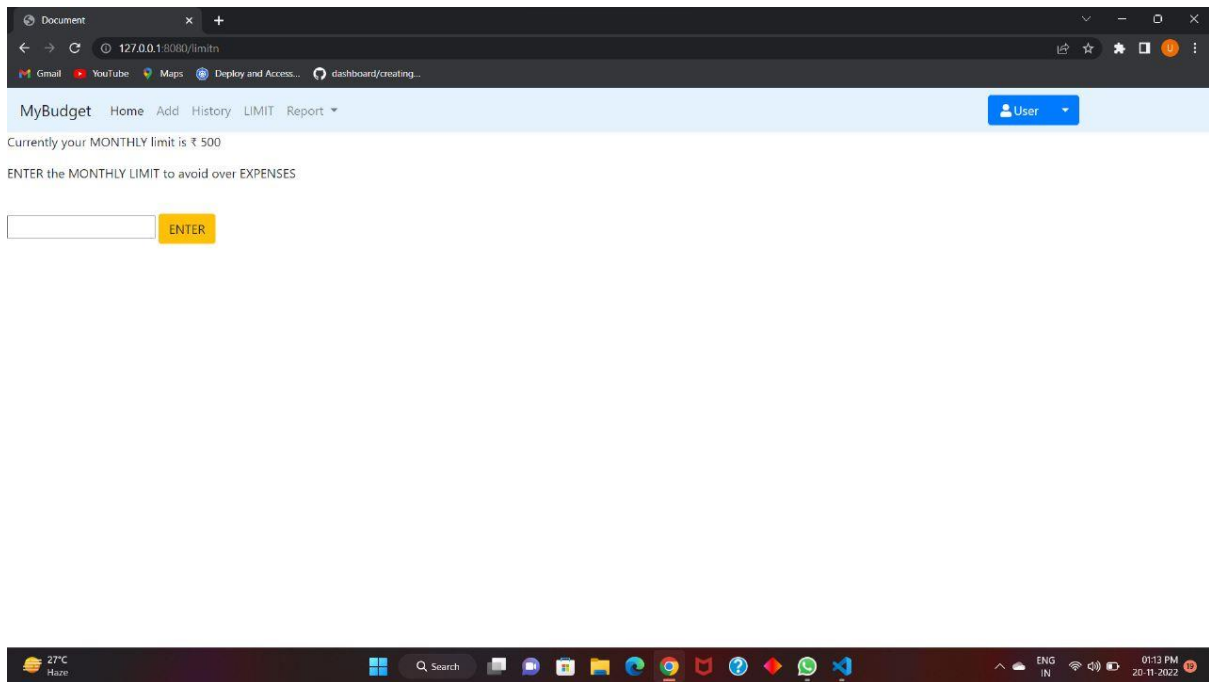 Document
127.0.0.1:8080/limitn
U
Gmail YouTube Maps Deploy and Access... dashboard/creating...
MyBudget Home Add History LIMIT Report User
Currently your MONTHLY limit is ₹ 500
ENTER the MONTHLY LIMIT to avoid over EXPENSES
ENTER
27°C
Haze
Search
ENG
IN
01:13 PM
20-11-2022
19